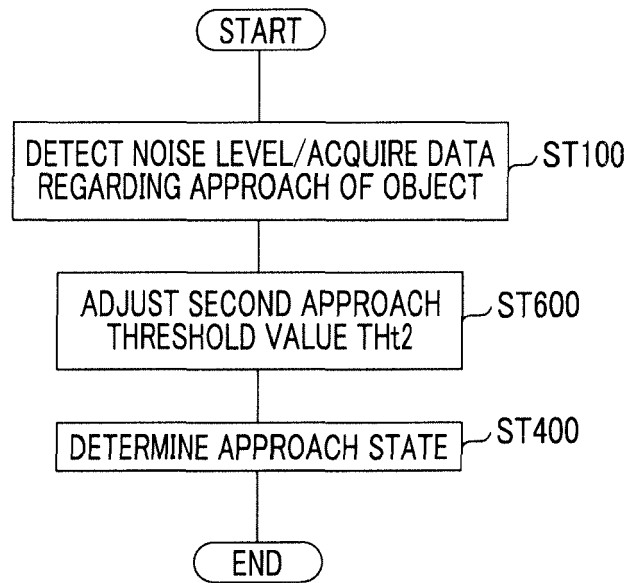 START
DETECT NOISE LEVEL/ACQUIRE DATA
REGARDING APPROACH OF OBJECT
ST100
ADJUST SECOND APPROACH
THRESHOLD VALUE THt2
ST600
DETERMINE APPROACH STATE
ST400
END